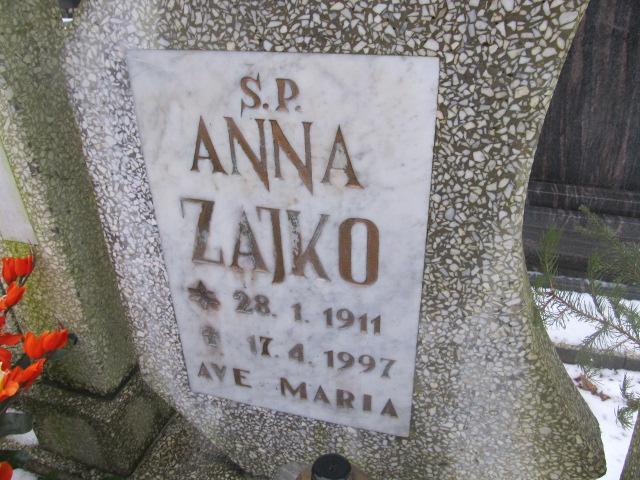 Ś.P.
ANNA
ZAJKO
28. 1. 1911
17. 4. 1997
AVE MARIA